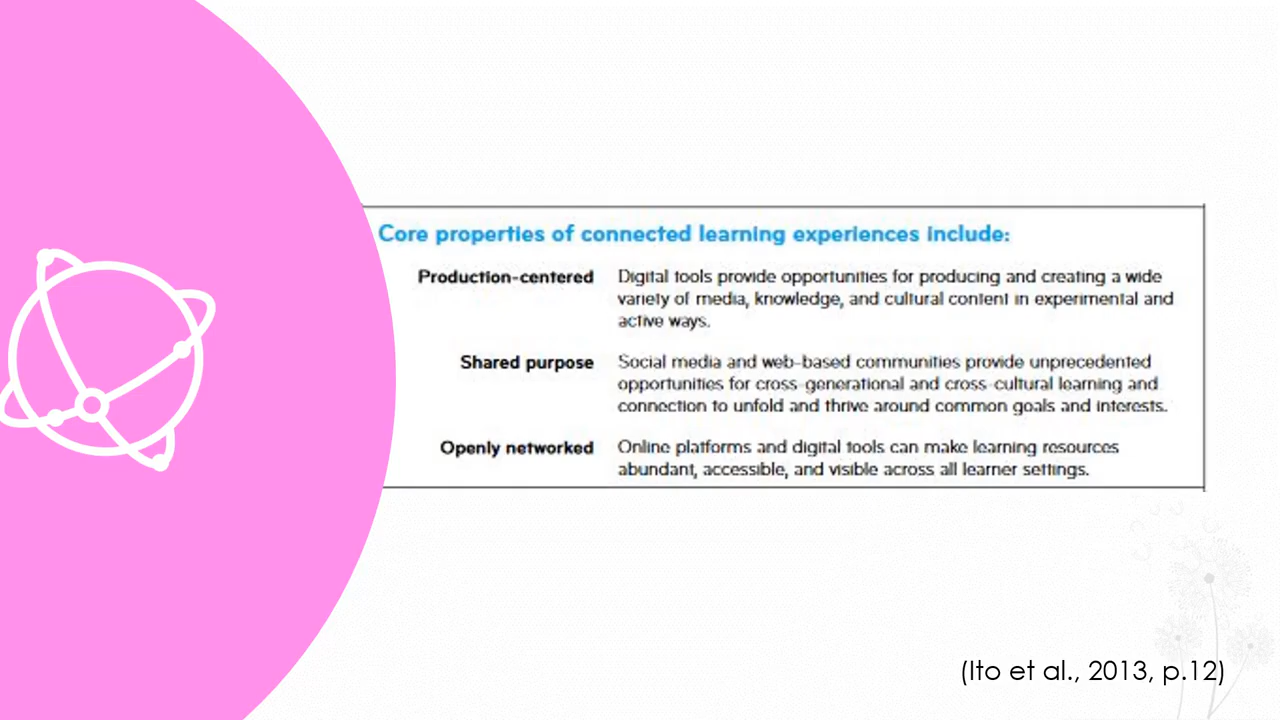 Core properties of connected learning experiences include:
Production-centered Digital tools provide opportunities for producing and creating a wide
variety of media, knowledge, and cultural content in experimental and
active ways.
Shared purpose Social media and web-based communities provide unprecedented
opportunities for cross-generational and cross-cultural learning and
connection to unfold and thrive around common goals and interests.
Openly networked Online platforms and digital tools can make learning resources
abundant, accessible, and visible across all learner settings.
(Ito et al., 2013, p.12)